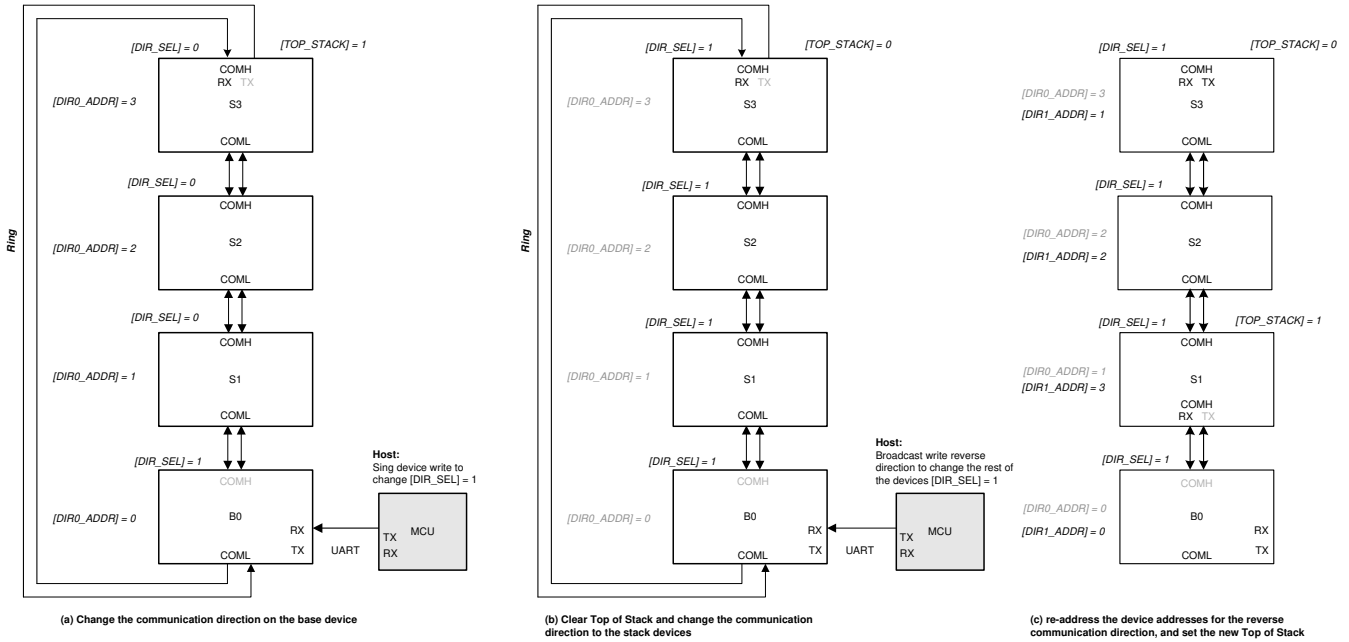 [DIR_SEL] = 0
[TOP_STACK] = 1
COMH
RX TX
[DIR0_ADDR] = 3
S3
COML
[DIR_SEL] = 0
COMH
Ring
[DIR0_ADDR] = 2
S2
COML
[DIR_SEL] = 0
COMH
[DIR0_ADDR] = 1
S1
COML
[DIR_SEL] = 1
COMH
Host:
Sing device write to
change [DIR_SEL] = 1
[DIR0_ADDR] = 0
B0
RX
TX
COML
UART
TX
RX
MCU
(a) Change the communication direction on the base device
[DIR_SEL] = 1
[TOP_STACK] = 0
COMH
RX TX
[DIR0_ADDR] = 3
S3
COML
[DIR_SEL] = 1
COMH
Ring
[DIR0_ADDR] = 2
S2
COML
[DIR_SEL] = 1
COMH
[DIR0_ADDR] = 1
S1
COML
[DIR_SEL] = 1
COMH
Host:
Broadcast write reverse
direction to change the rest of
the devices [DIR_SEL] = 1
[DIR0_ADDR] = 0
B0
RX
TX
COML
UART
TX
RX
MCU
(b) Clear Top of Stack and change the communication
direction to the stack devices
[DIR_SEL] = 1
[TOP_STACK] = 0
COMH
RX TX
[DIR0_ADDR] = 3
[DIR1_ADDR] = 1
S3
COML
[DIR_SEL] = 1
COMH
[DIR0_ADDR] = 2
[DIR1_ADDR] = 2
S2
COML
[DIR_SEL] = 1
[TOP_STACK] = 1
COMH
[DIR0_ADDR] = 1
[DIR1_ADDR] = 3
S1
COMH
RX TX
[DIR_SEL] = 1
COMH
[DIR0_ADDR] = 0
[DIR1_ADDR] = 0
B0
RX
TX
COML
(c) re-address the device addresses for the reverse
communication direction, and set the new Top of Stack